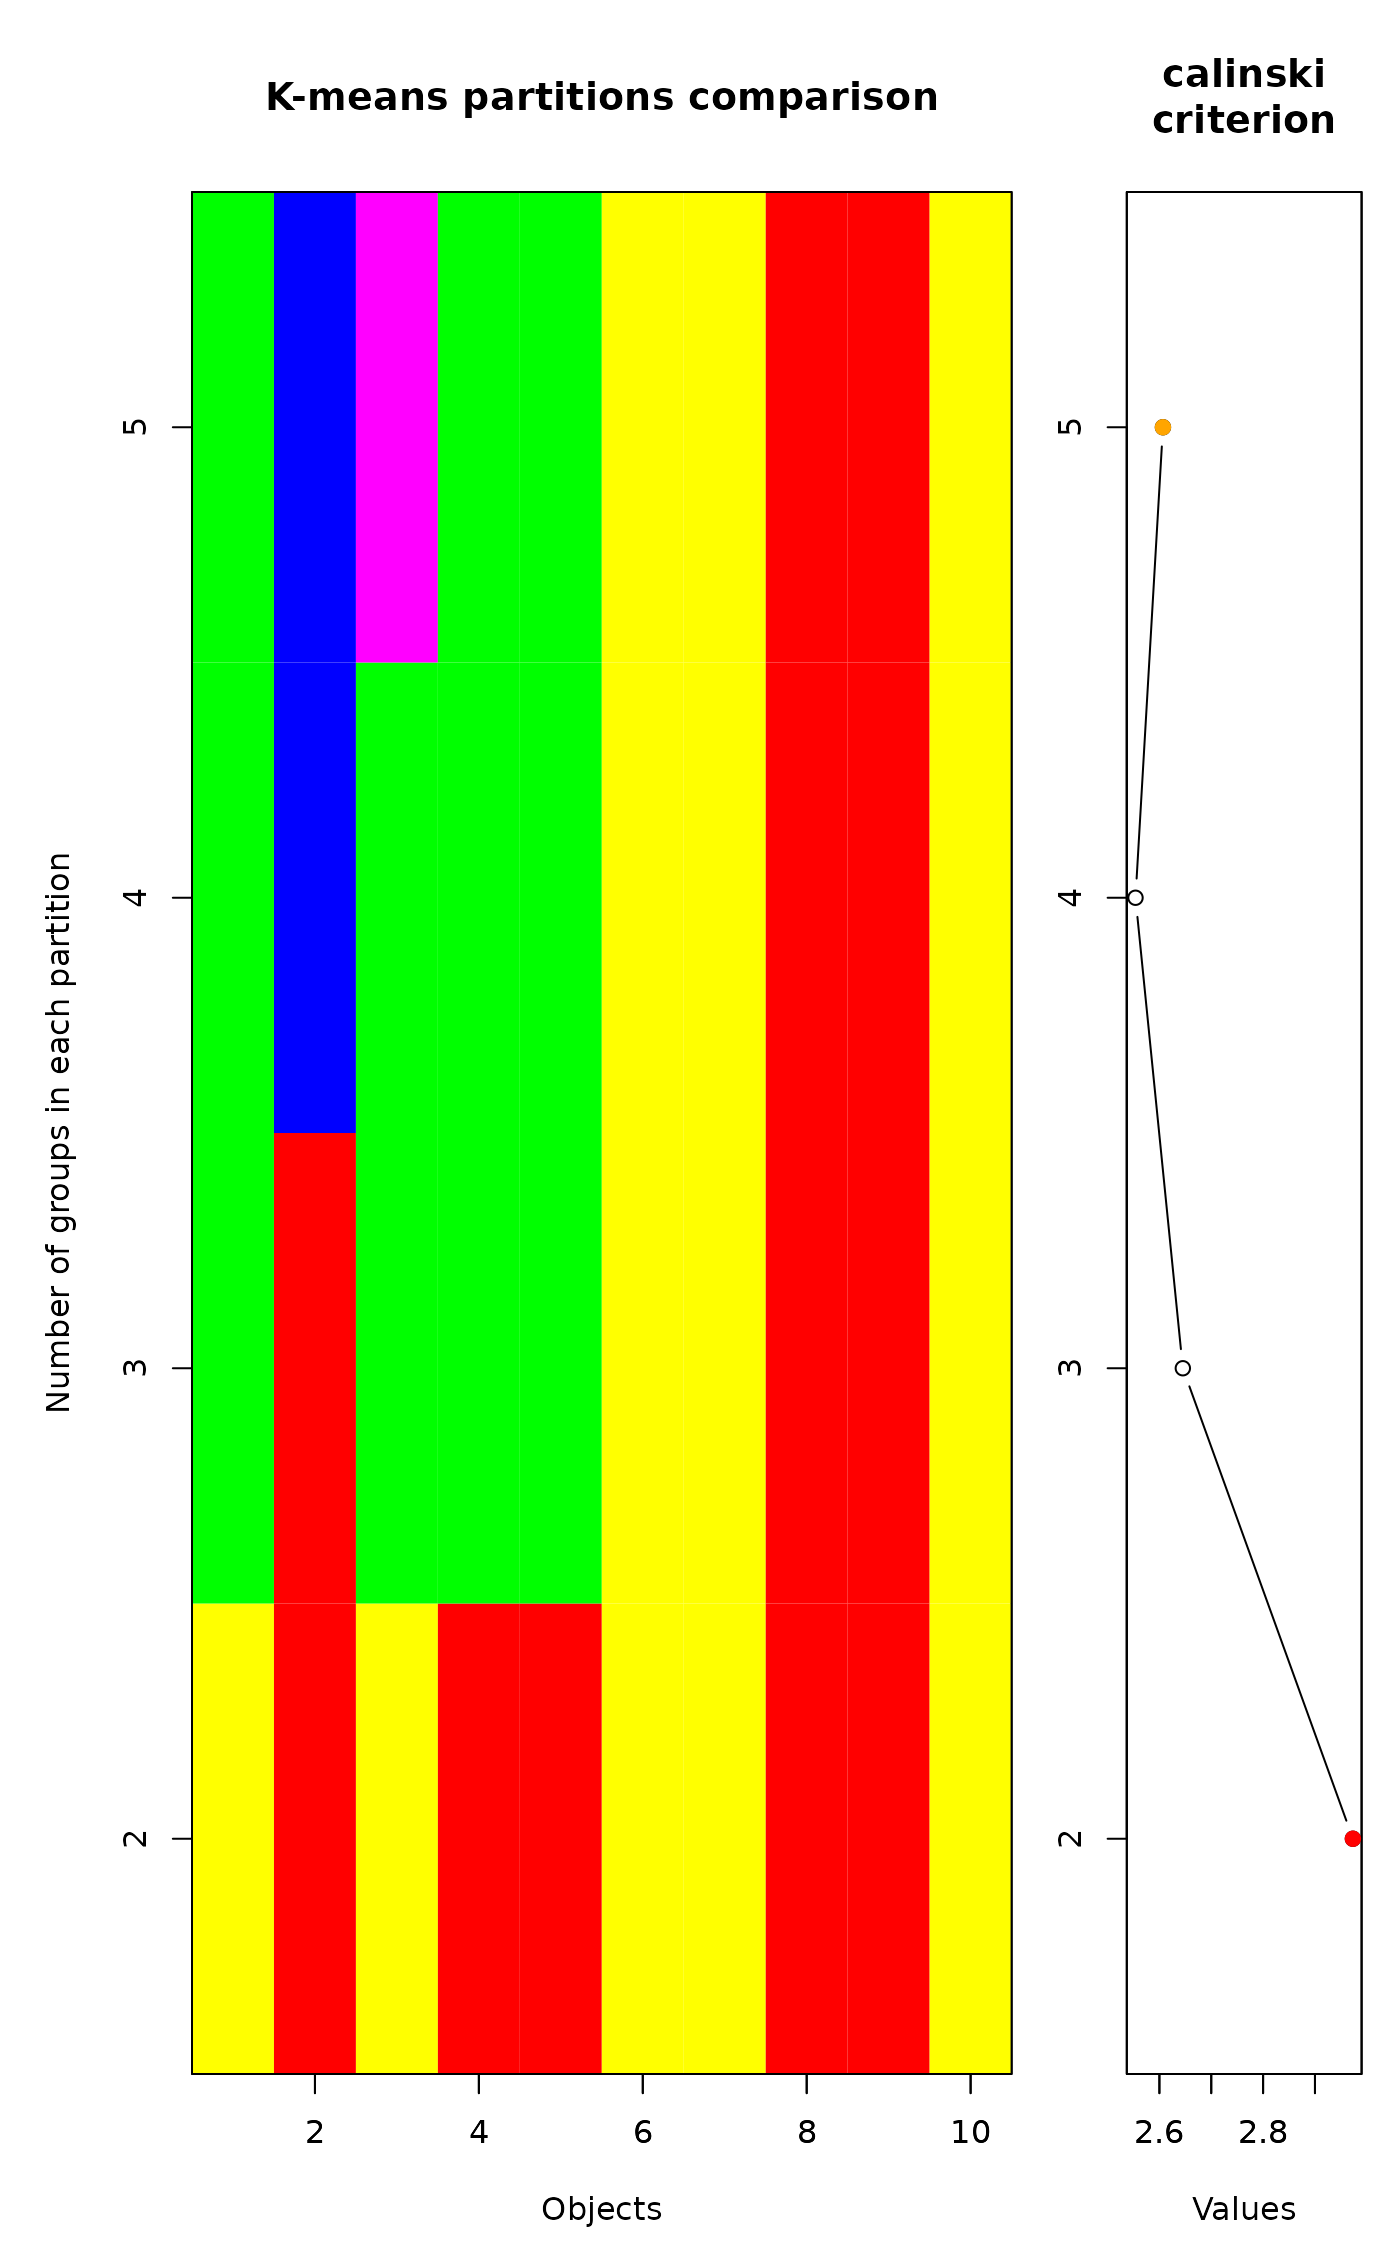 K-means partitions comparison
calinski
criterion
Number of groups in each partition
5
4
3
2
2 4 6 8 10
Objects
5
4
3
2
2.6 2.8
Values